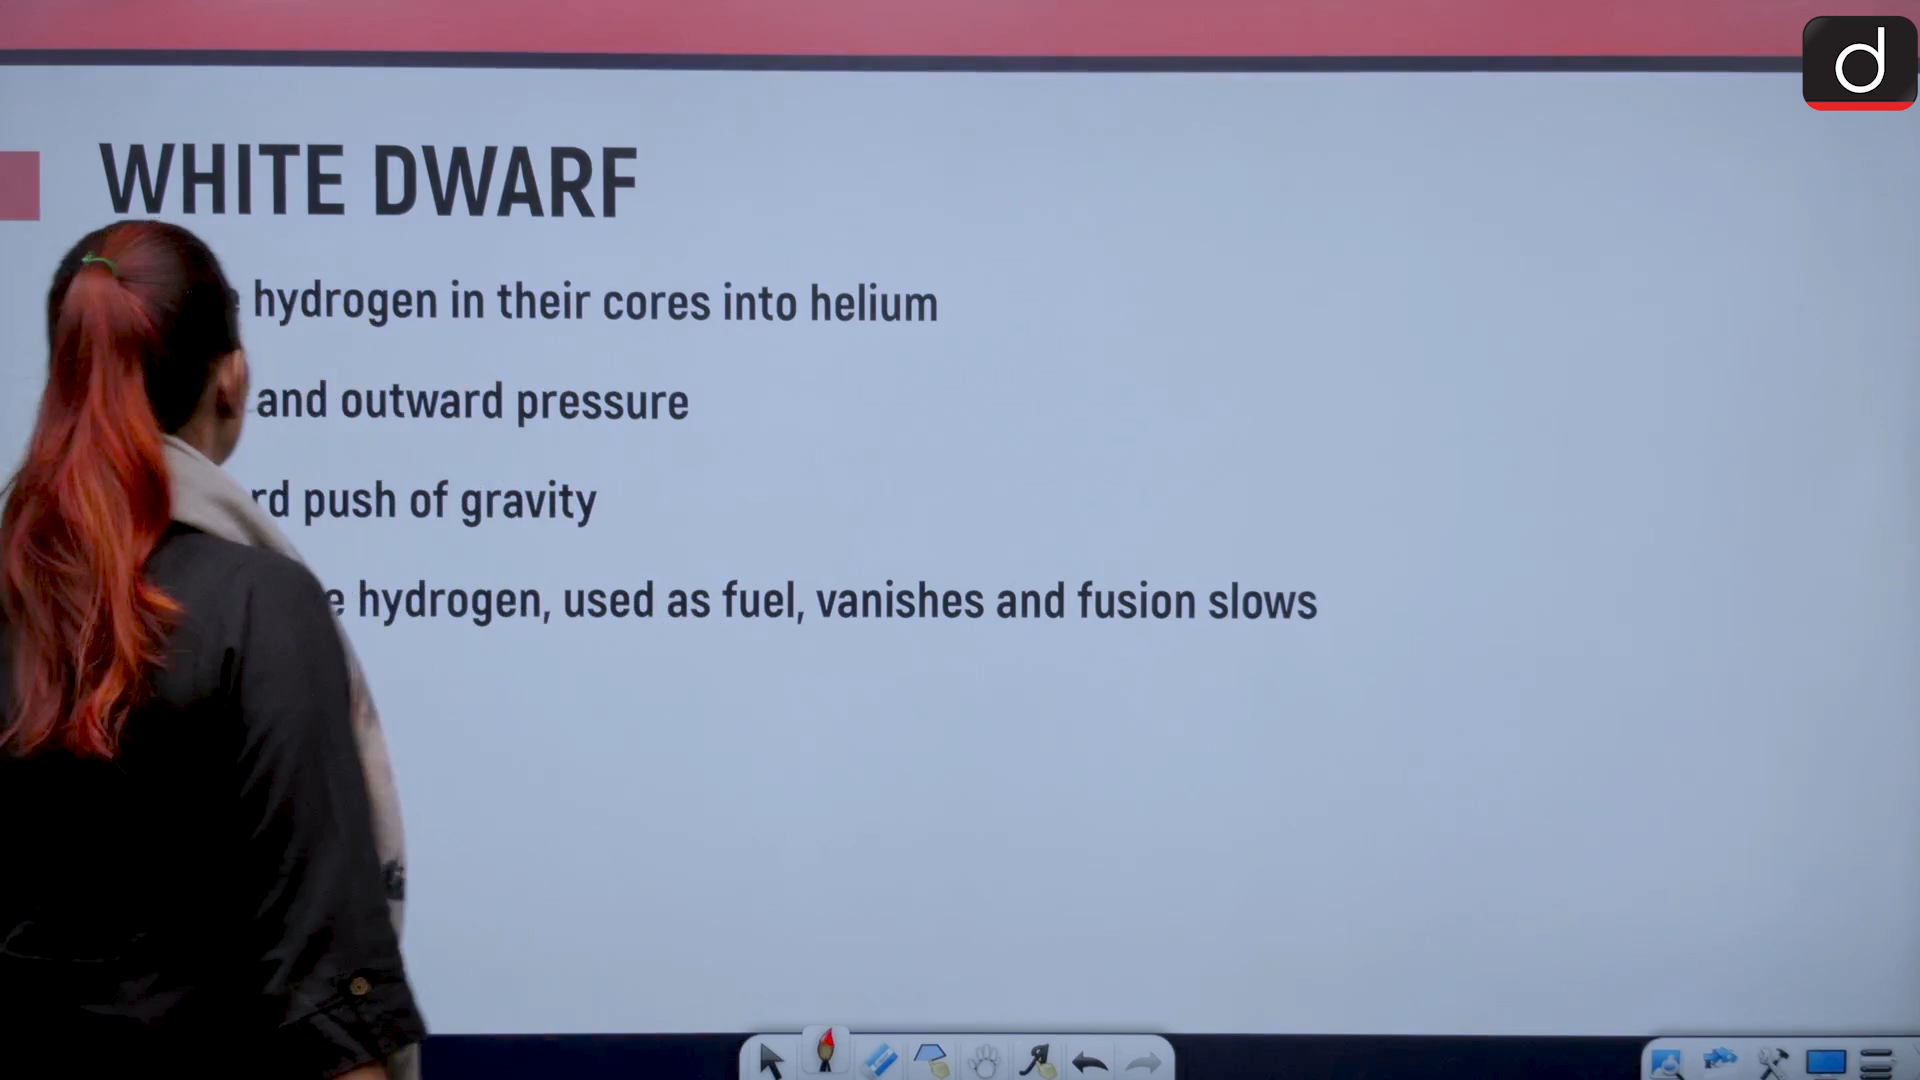 WHITE DWARF
hydrogen in their cores into helium
and outward pressure
push of gravity
hydrogen, used as fuel, vanishes and fusion slows
d